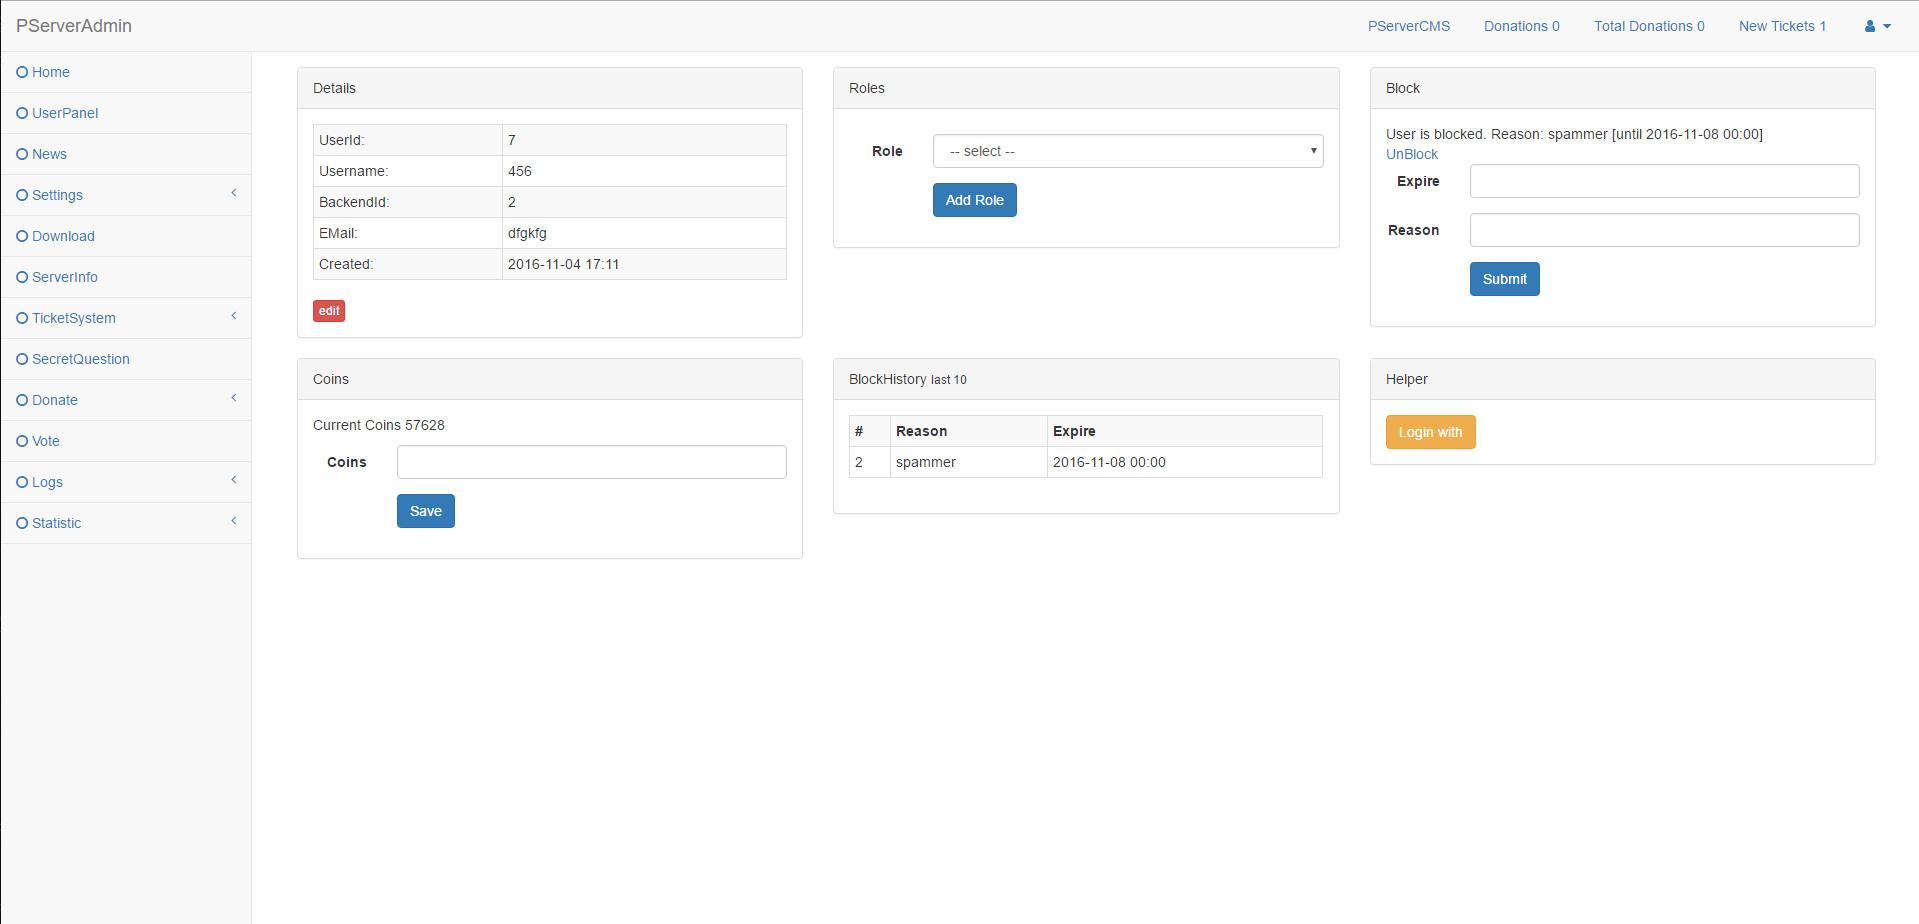 PServerAdmin
PServerCMS Donations 0 Total Donations 0 New Tickets 1
Home
UserPanel
News
Settings
Download
ServerInfo
TicketSystem
SecretQuestion
Donate
Vote
Logs
Statistic
Details
UserId: 7
Username: 456
BackendId: 2
EMail: dfgkfg
Created: 2016-11-04 17:11
edit
Roles
Role -- select --
Add Role
Block
User is blocked. Reason: spammer [until 2016-11-08 00:00]
UnBlock
Expire
Reason
Submit
Coins
Current Coins 57628
Coins
Save
BlockHistory last 10
# Reason Expire
2 spammer 2016-11-08 00:00
Helper
Login with